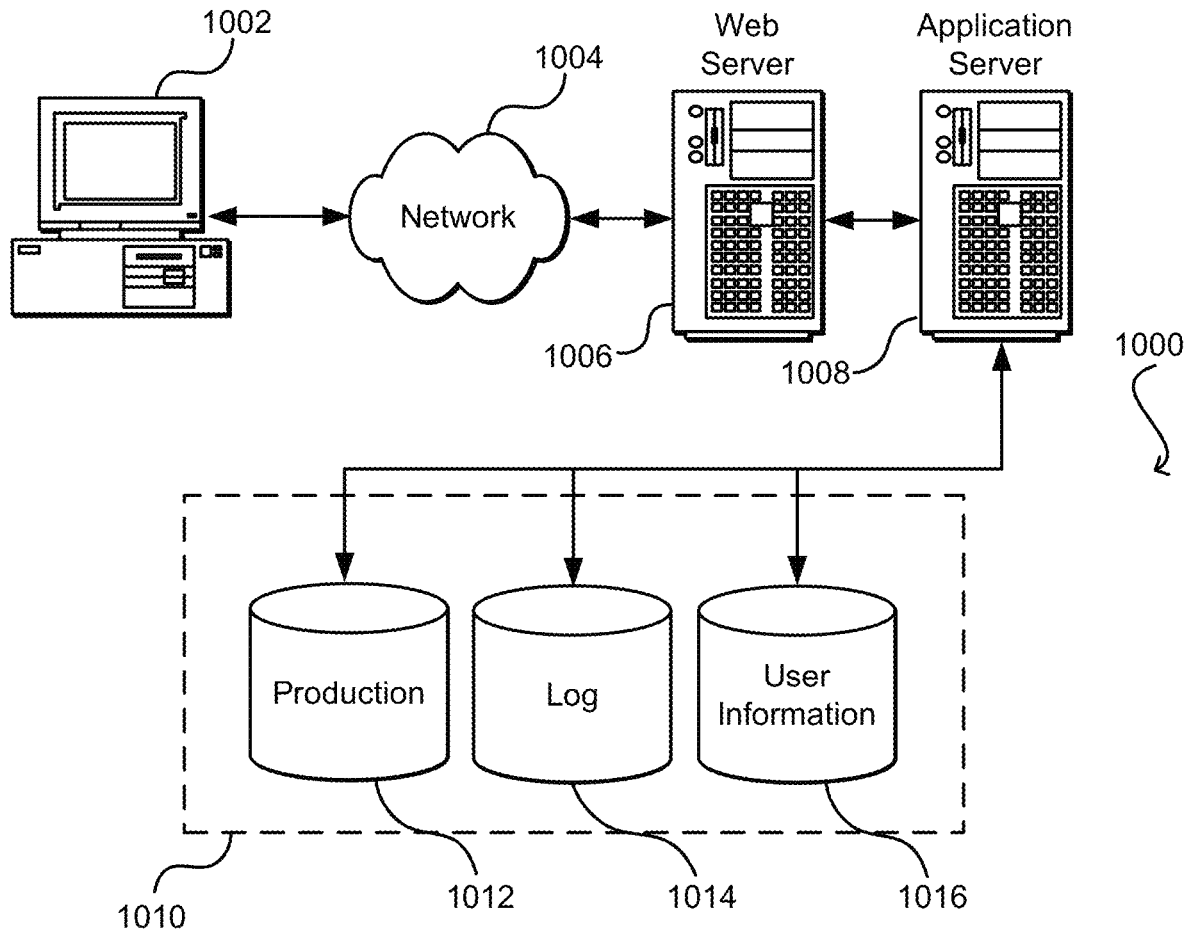 1002
1004
Web
Server
Application
Server
Network
1006
1008
1000
Production
Log
User
Information
1010
1012
1014
1016